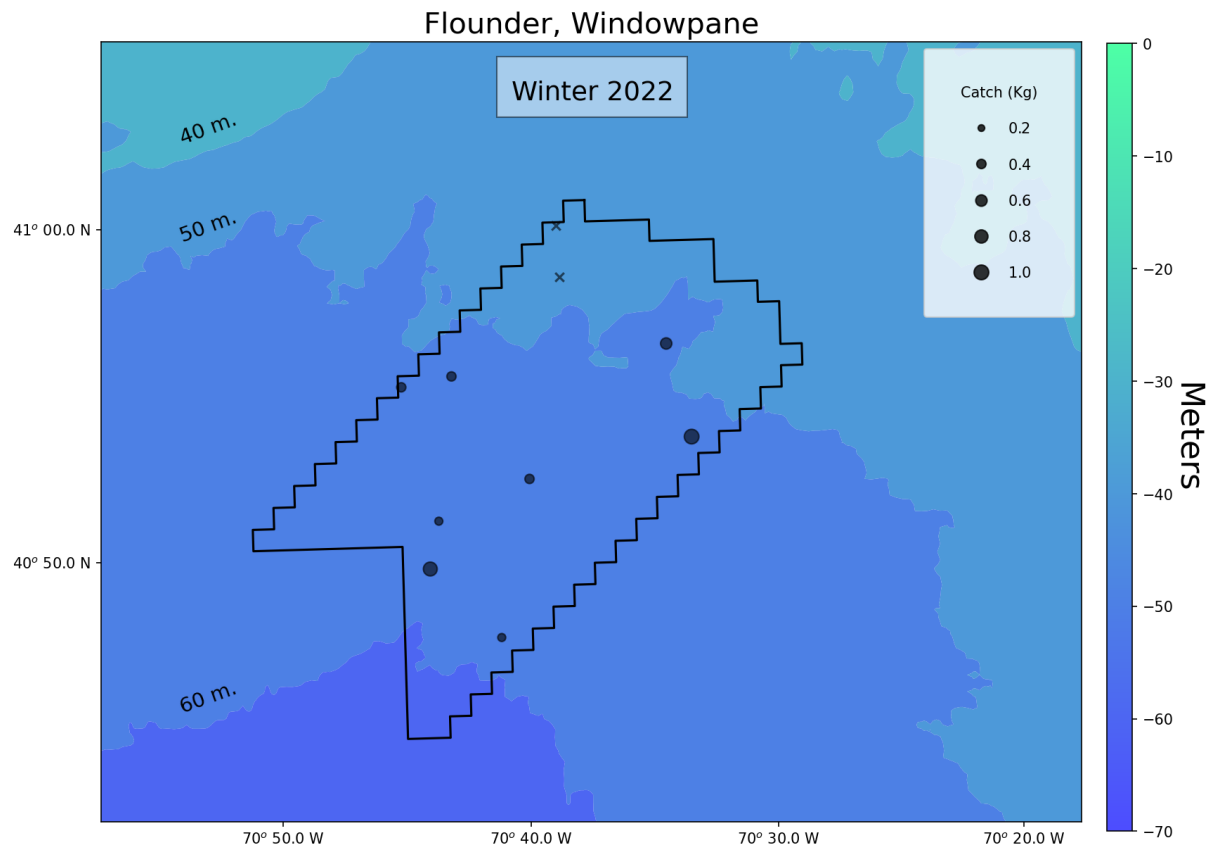 Flounder, Windowpane
Winter 2022
Catch (Kg)
0.2
0.4
0.6
0.8
1.0
40 m.
50 m.
60 m.
41° 00.0 N
40° 50.0 N
70° 50.0 W
70° 40.0 W
70° 30.0 W
70° 20.0 W
0
−10
−20
−30
−40
−50
−60
−70
Meters